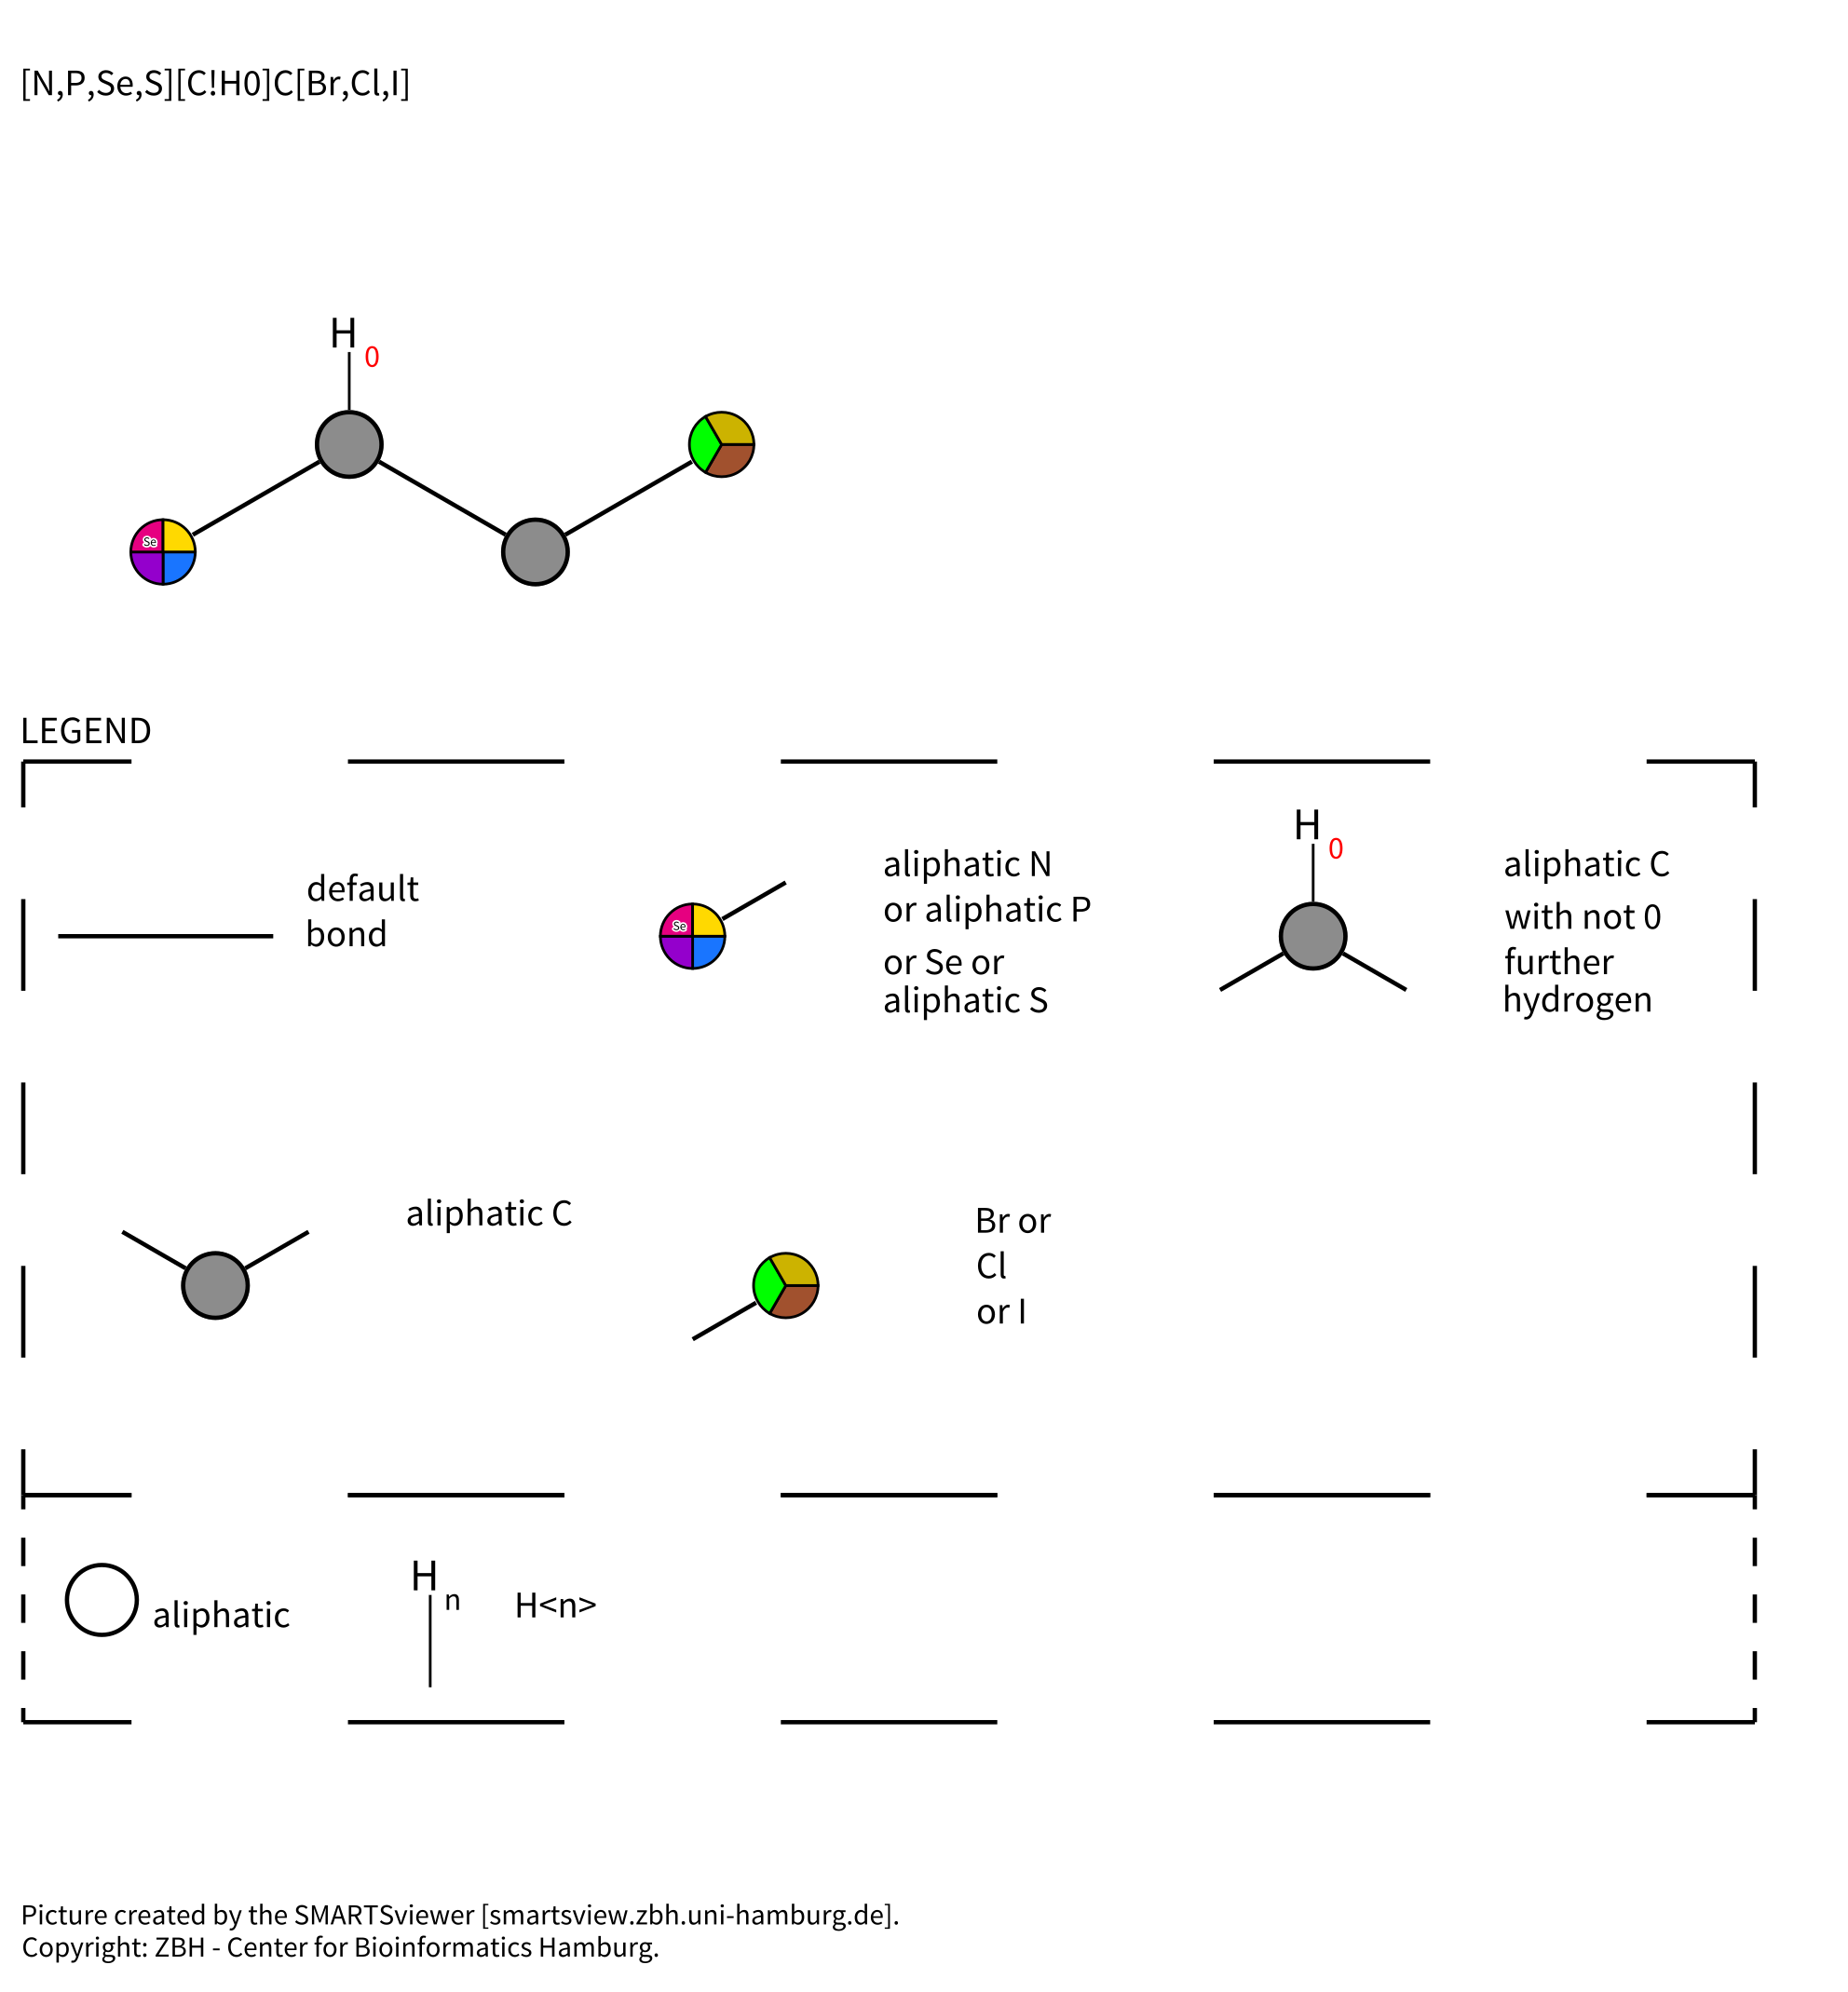 [N,P,Se,S][C!H0]C[Br,Cl,I]
H
0
Se
LEGEND
default
bond
Se
aliphatic N
or aliphatic P
or Se or
aliphatic S
H
0
aliphatic C
with not 0
further
hydrogen
aliphatic C
Br or
Cl
or I
aliphatic
H
n
H<n>
Picture created by the SMARTSviewer [smartsview.zbh.uni-hamburg.de].
Copyright: ZBH - Center for Bioinformatics Hamburg.